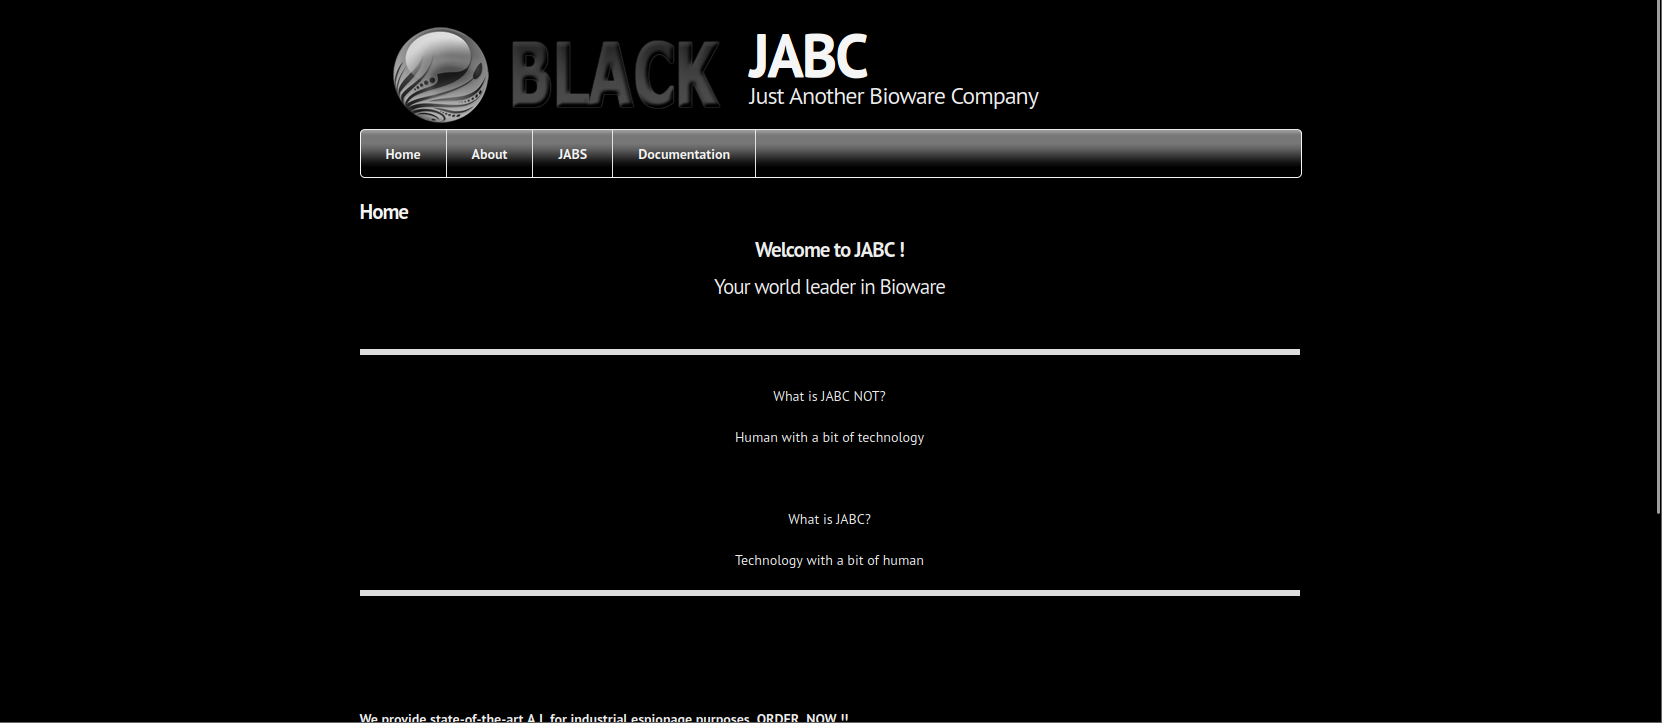 BLACK
JABC
Just Another Bioware Company
Home
About
JABS
Documentation
Home
Welcome to JABC !
Your world leader in Bioware
What is JABC NOT?
Human with a bit of technology
What is JABC?
Technology with a bit of human
We provide state-of-the-art A.I. for industrial espionage purposes. ORDER NOW !!